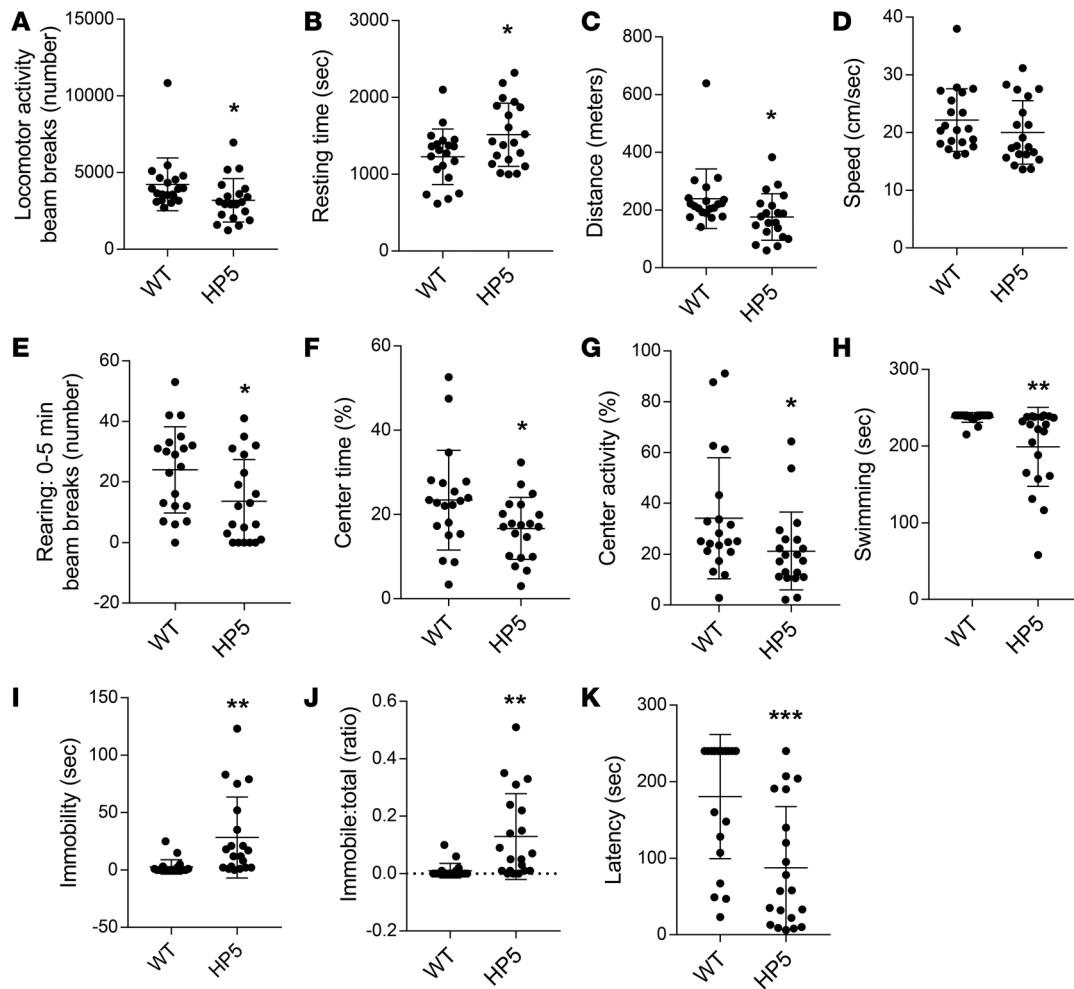 A
Locomotor activity
beam breaks (number)
15000
10000
5000
0
*
WT
HP5
B
Resting time (sec)
3000
2000
1000
0
*
WT
HP5
C
Distance (meters)
800
600
400
200
0
*
WT
HP5
D
Speed (cm/sec)
40
30
20
10
0
WT
HP5
E
Rearing: 0-5 min
beam breaks (number)
60
40
20
0
-20
*
WT
HP5
F
Center time (%)
60
40
20
0
*
WT
HP5
G
Center activity (%)
100
80
60
40
20
0
*
WT
HP5
H
Swimming (sec)
300
200
100
0
**
WT
HP5
I
Immobility (sec)
150
100
50
0
-50
**
WT
HP5
J
Immobile:total (ratio)
0.6
0.4
0.2
0.0
-0.2
**
WT
HP5
K
Latency (sec)
300
200
100
0
***
WT
HP5